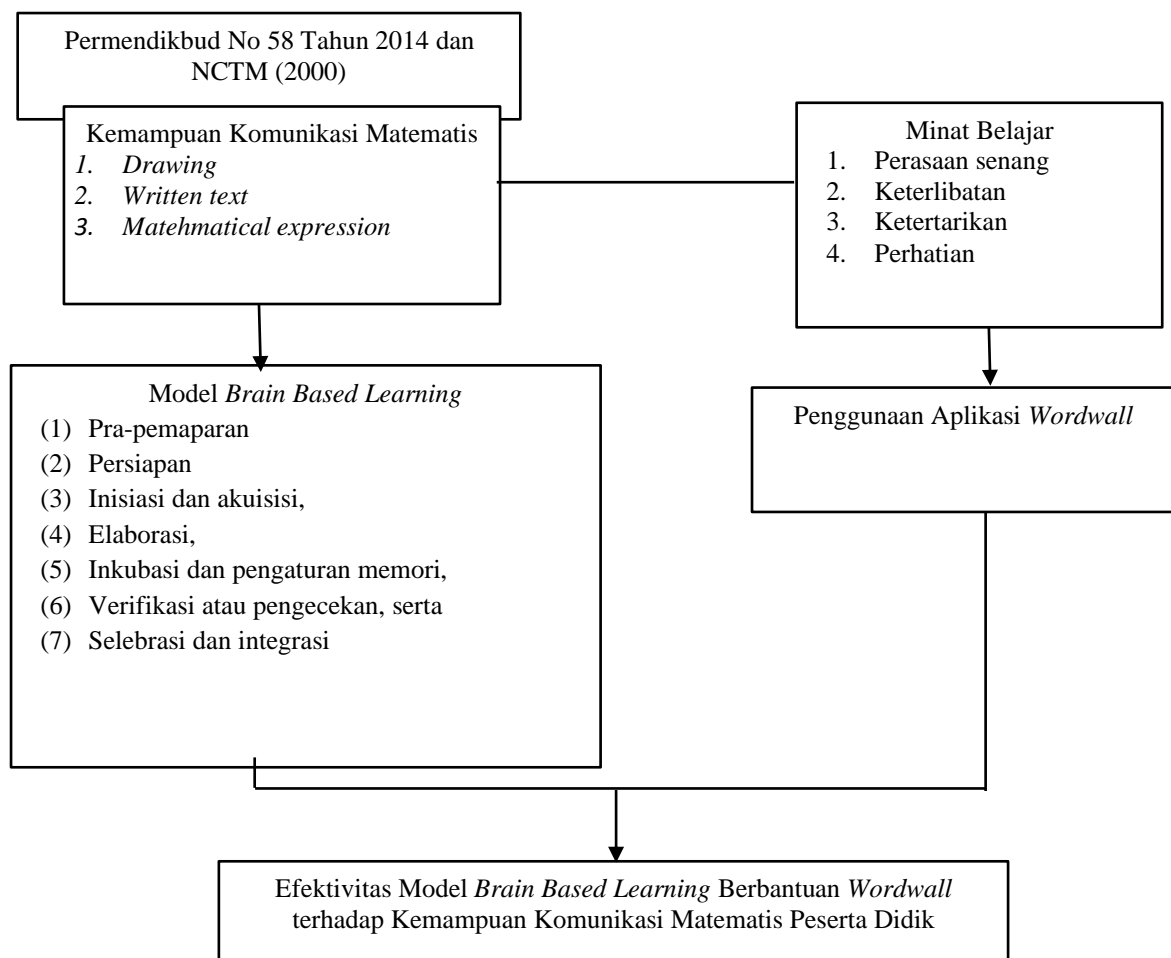 Permendikbud No 58 Tahun 2014 dan
NCTM (2000)
Kemampuan Komunikasi Matematis
1. Drawing
2. Written text
3. Matehmatical expression
Minat Belajar
1. Perasaan senang
2. Keterlibatan
3. Ketertarikan
4. Perhatian
Model Brain Based Learning
(1) Pra-pemaparan
(2) Persiapan
(3) Inisiasi dan akuisisi,
(4) Elaborasi,
(5) Inkubasi dan pengaturan memori,
(6) Verifikasi atau pengecekan, serta
(7) Selebrasi dan integrasi
Penggunaan Aplikasi Wordwall
Efektivitas Model Brain Based Learning Berbantuan Wordwall
terhadap Kemampuan Komunikasi Matematis Peserta Didik